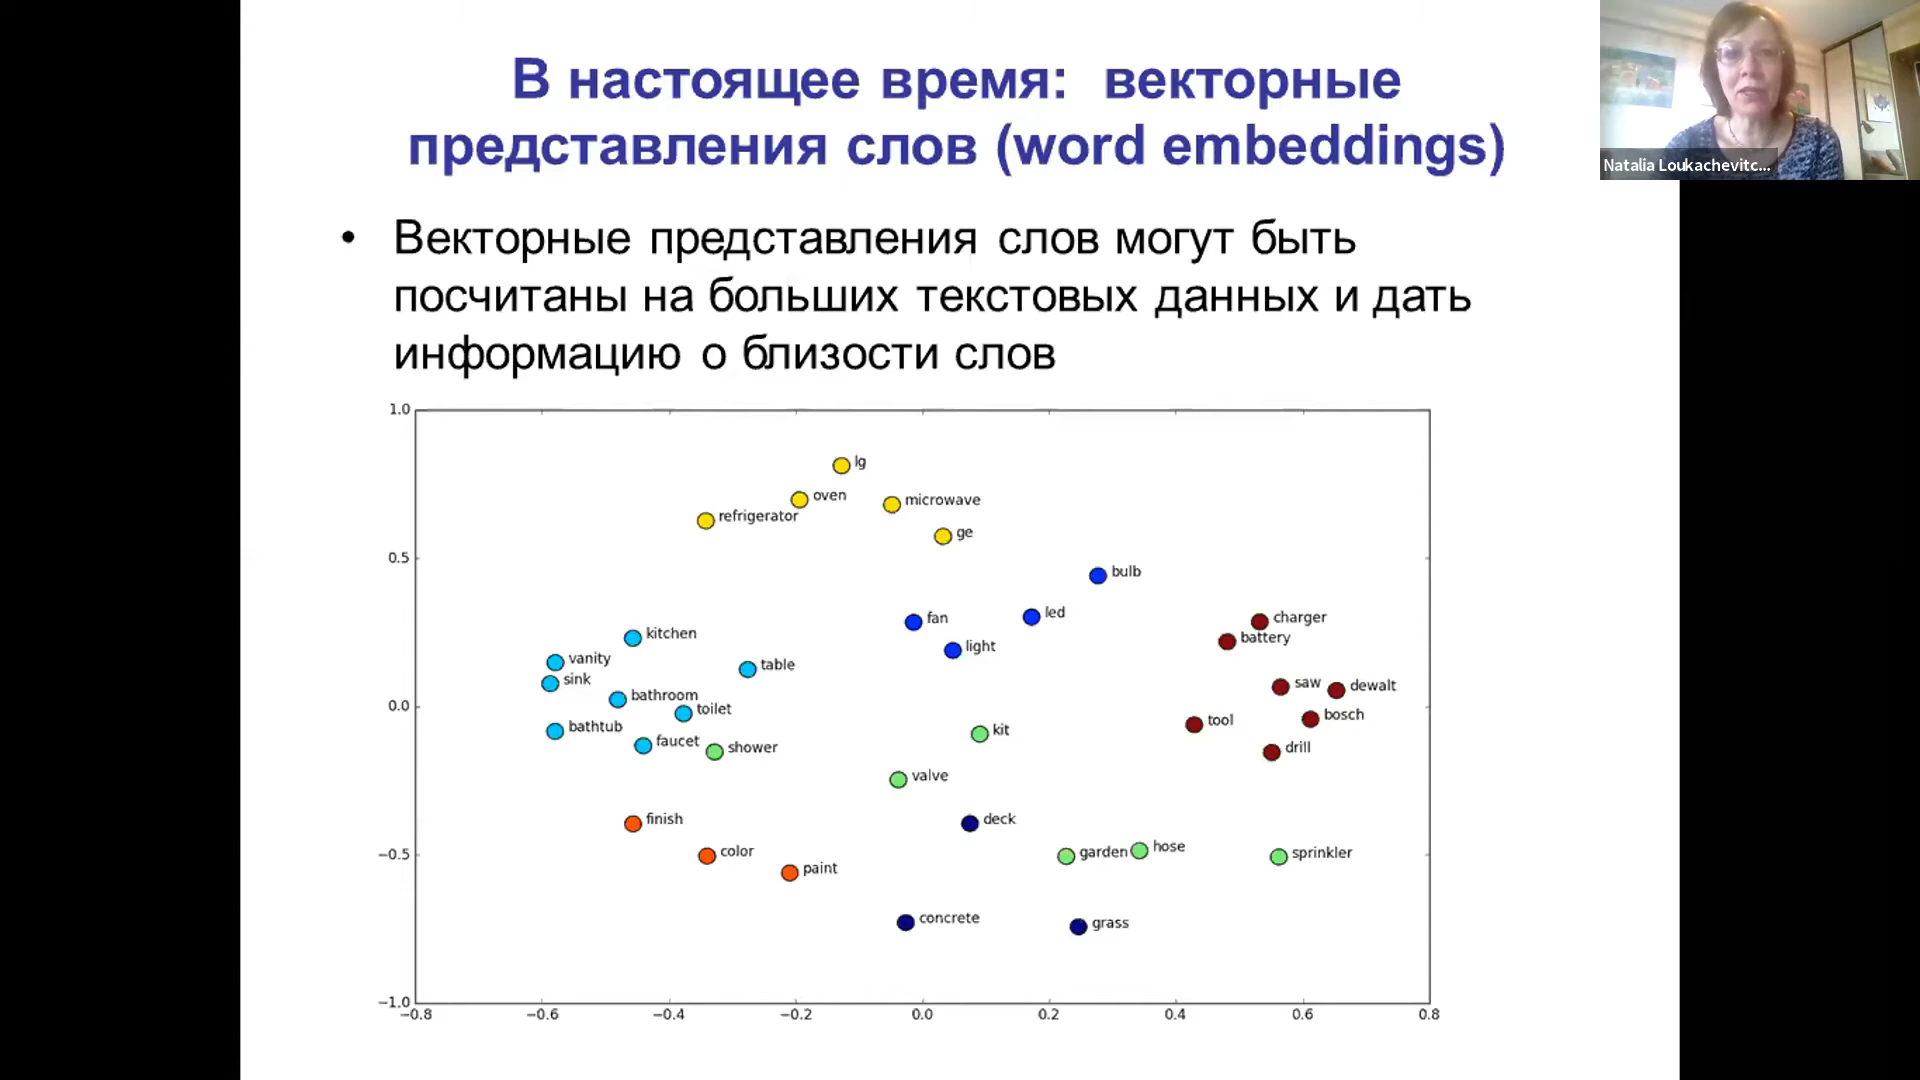 В настоящее время: векторные
представления слов (word embeddings)
Natalia Loukachevitc...
• Векторные представления слов могут быть
посчитаны на больших текстовых данных и дать
информацию о близости слов
1.0
lg
oven
microwave
refrigerator
ge
0.5
bulb
fan
led
charger
kitchen
battery
light
vanity
table
sink
saw
dewalt
bathroom
0.0
toilet
bosch
tool
bathtub
kit
faucet
shower
drill
valve
finish
deck
color
garden
hose
sprinkler
−0.5
paint
concrete
grass
−1.0
−0.8 −0.6 −0.4 −0.2 0.0 0.2 0.4 0.6 0.8